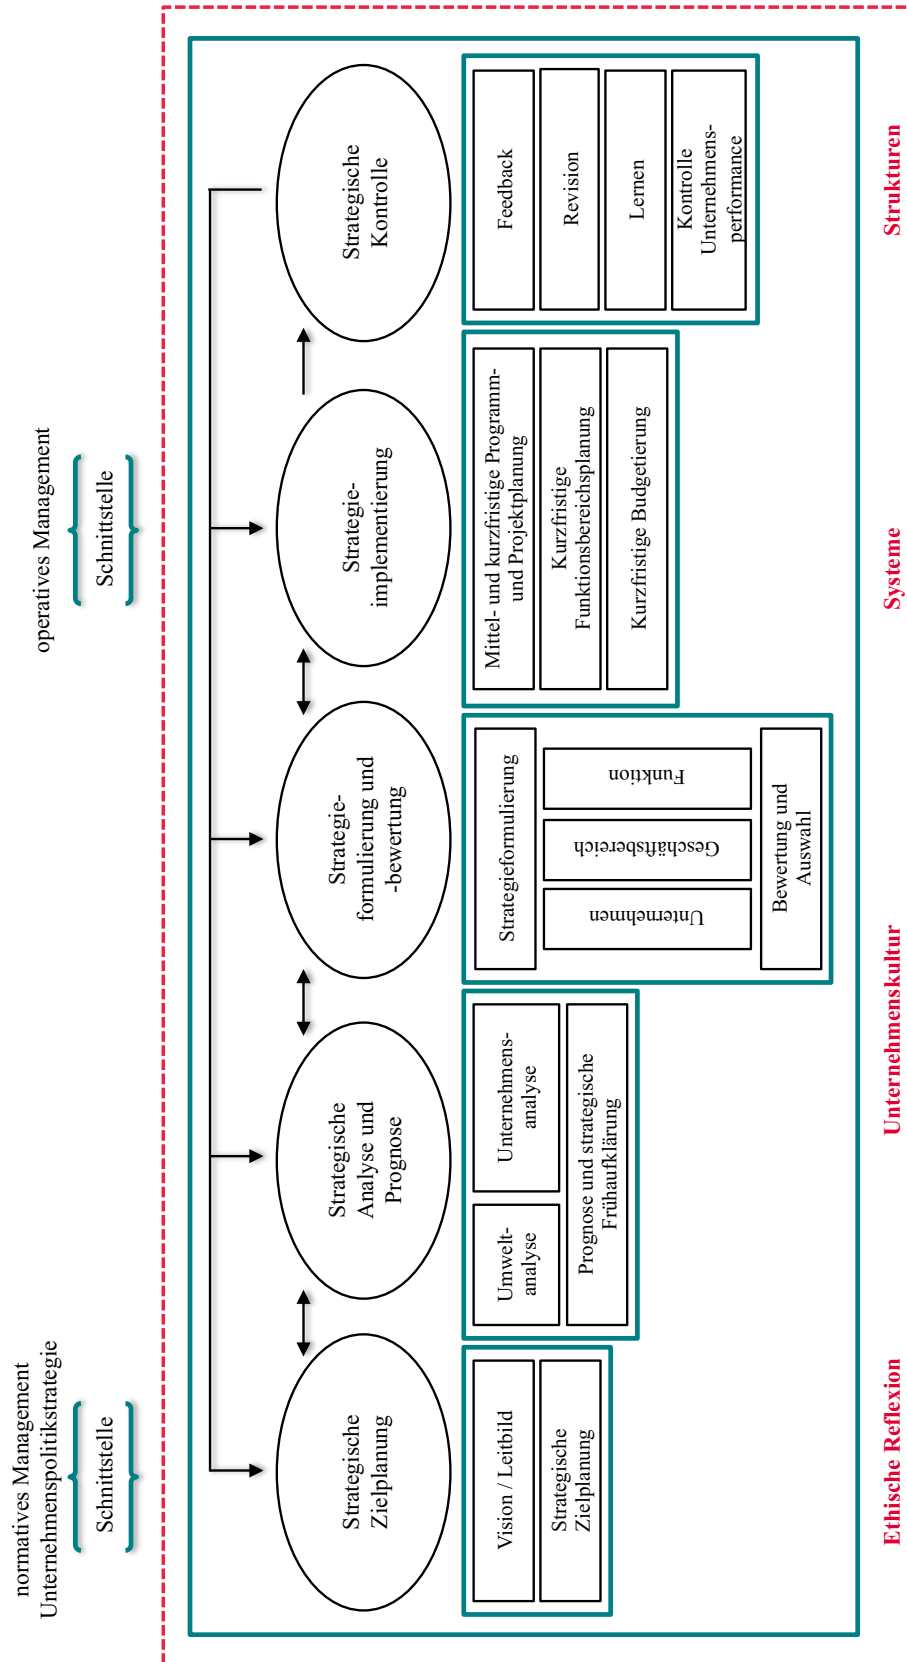 normatives Management
Unternehmenspolitikstrategie
Schnittstelle
operatives Management
Schnittstelle
Strategische
Zielplanung
Strategische
Analyse und
Prognose
Strategie-
formulierung und
-bewertung
Strategie-
implementierung
Strategische
Kontrolle
Vision / Leitbild
Strategische
Zielplanung
Umwelt-
analyse
Unternehmens-
analyse
Prognose und strategische
Frühaufklärung
Strategieformulierung
Unternehmen
Geschäftsbereich
Funktion
Bewertung und
Auswahl
Mittel- und kurzfristige Programm-
und Projektplanung
Kurzfristige
Funktionsbereichsplanung
Kurzfristige Budgetierung
Feedback
Revision
Lernen
Kontrolle
Unternehmens-
performance
Ethische Reflexion
Unternehmenskultur
Systeme
Strukturen